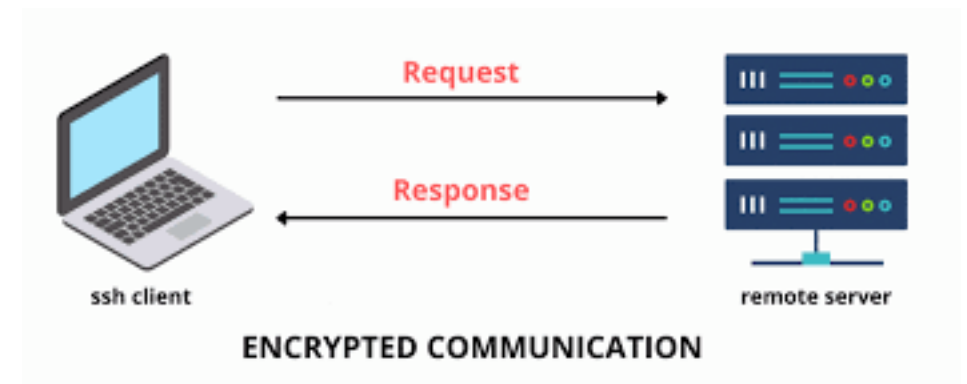 Request
Response
ssh client
remote server
ENCRYPTED COMMUNICATION